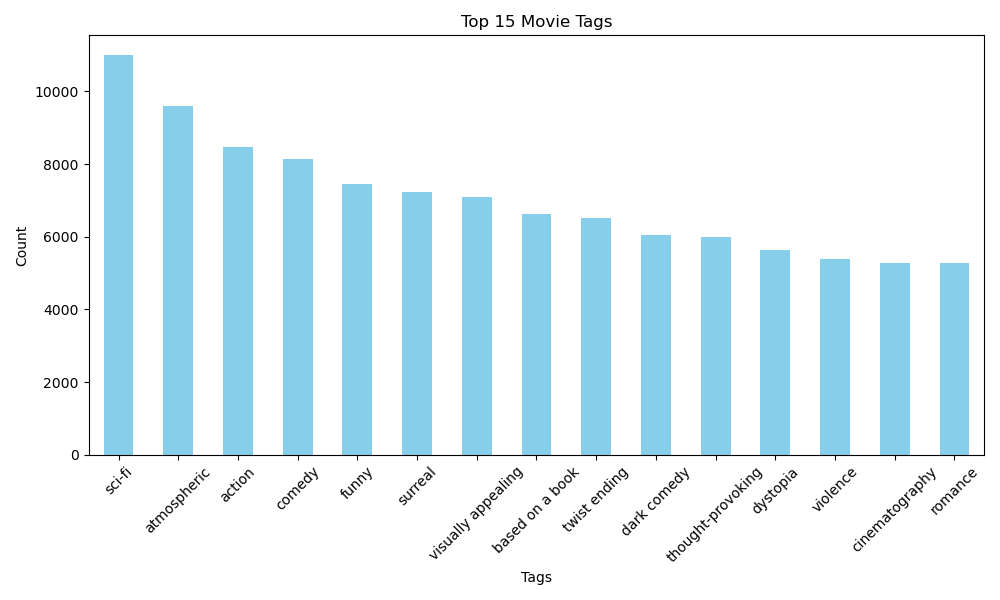 Top 15 Movie Tags
Count
10000
8000
6000
4000
2000
0
sci-fi
atmospheric
action
comedy
funny
surreal
visually appealing
based on a book
twist ending
dark comedy
thought-provoking
dystopia
violence
cinematography
romance
Tags